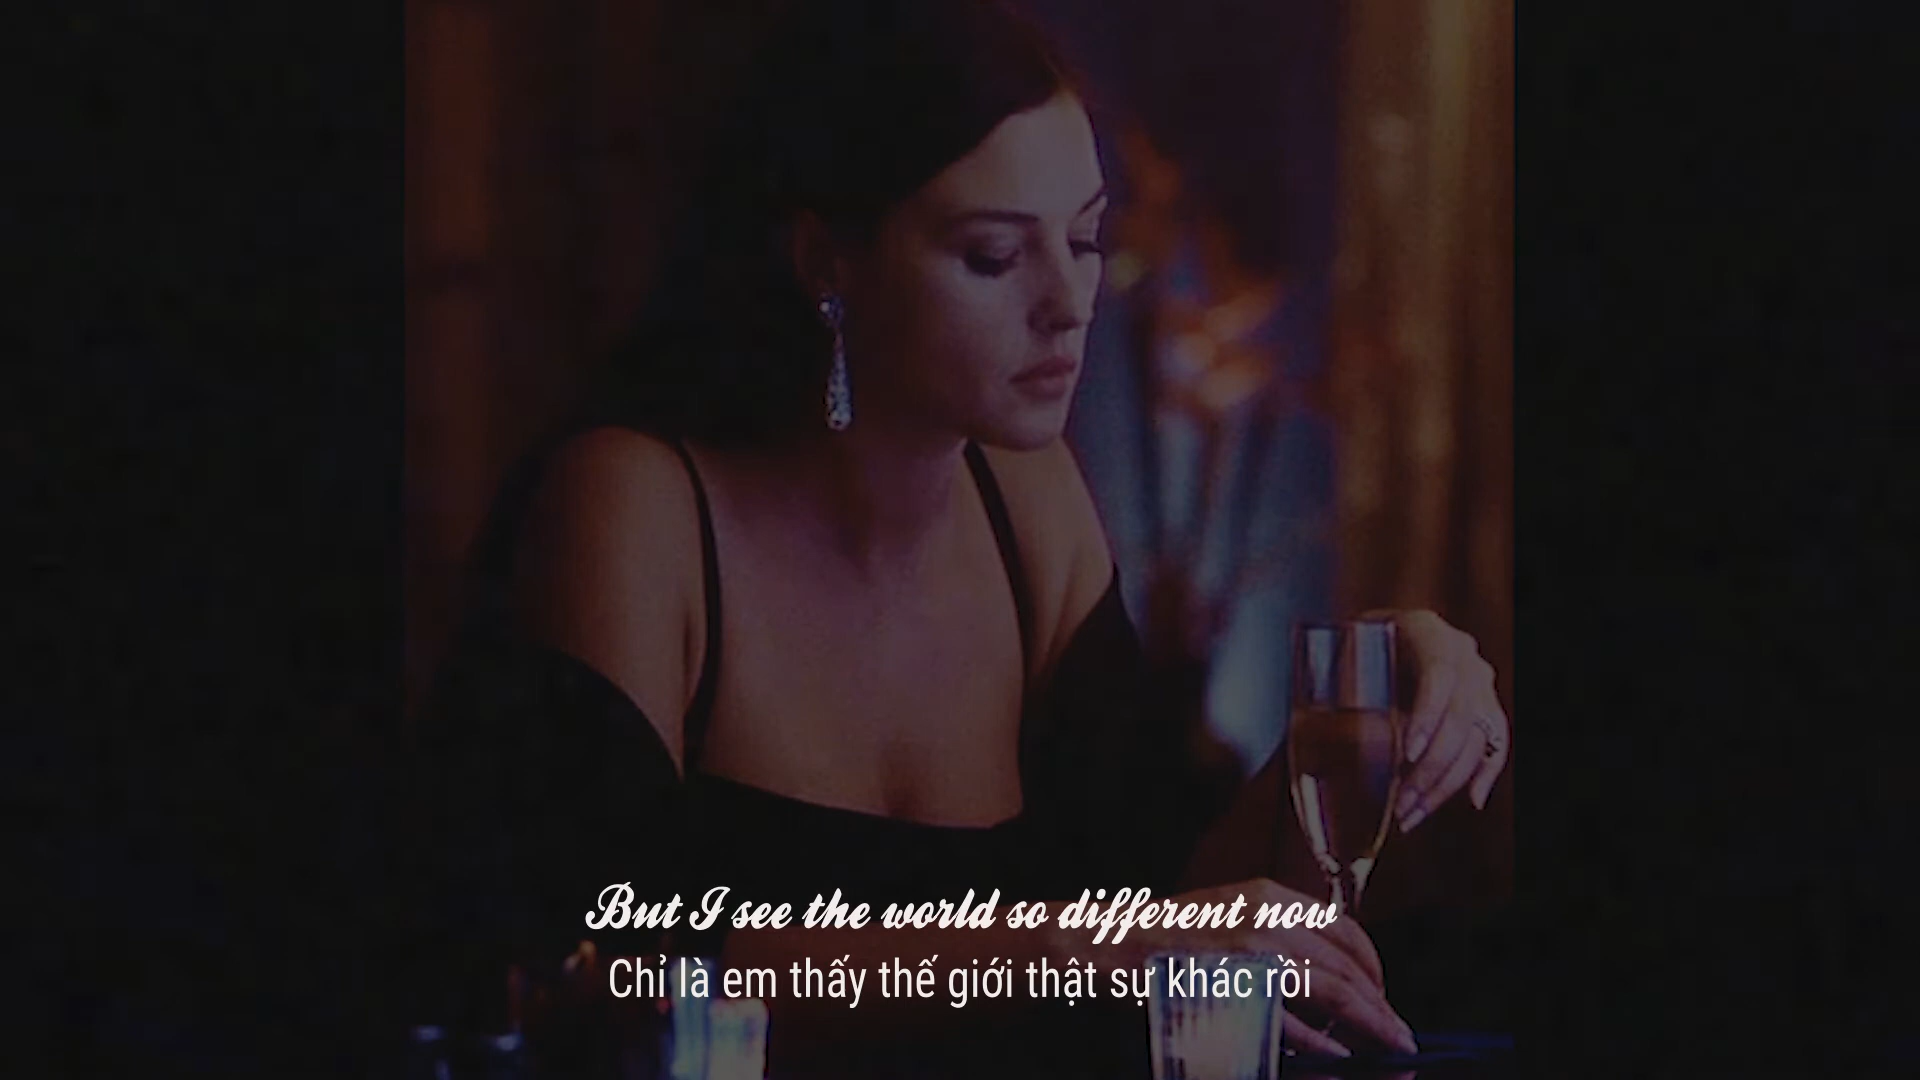 But I see the world so different now
Chỉ là em thấy thế giới thật sự khác rồi